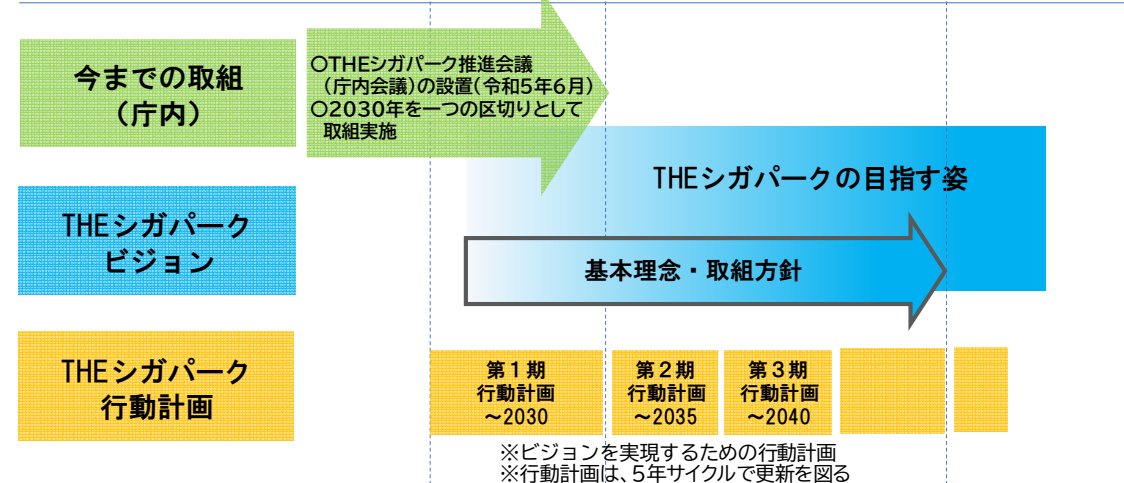 今までの取組
（庁内）
〇THEシガパーク推進会議
（庁内会議）の設置(令和5年6月)
〇2030年を一つの区切りとして
取組実施
THEシガパークの目指す姿
THEシガパーク
ビジョン
基本理念・取組方針
THEシガパーク
行動計画
第１期
行動計画
～2030
第２期
行動計画
～2035
第３期
行動計画
～2040
※ビジョンを実現するための行動計画
※行動計画は、5年サイクルで更新を図る